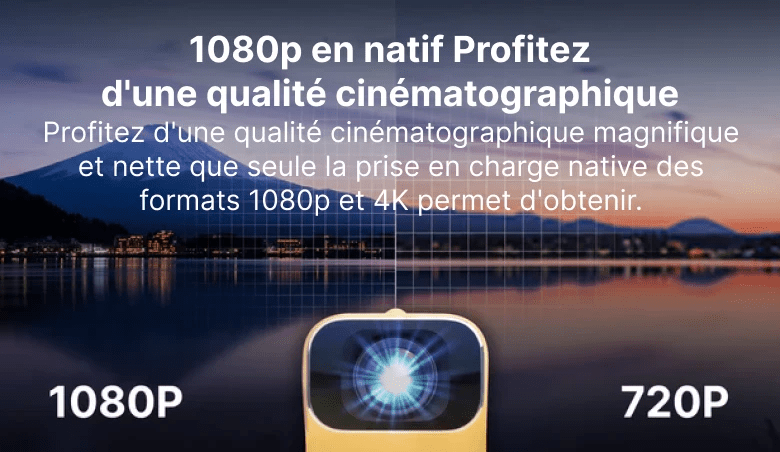 1080p en natif Profitez
d'une qualité cinématographique
Profitez d'une qualité cinématographique magnifique
et nette que seule la prise en charge native des
formats 1080p et 4K permet d'obtenir.
1080P
720P